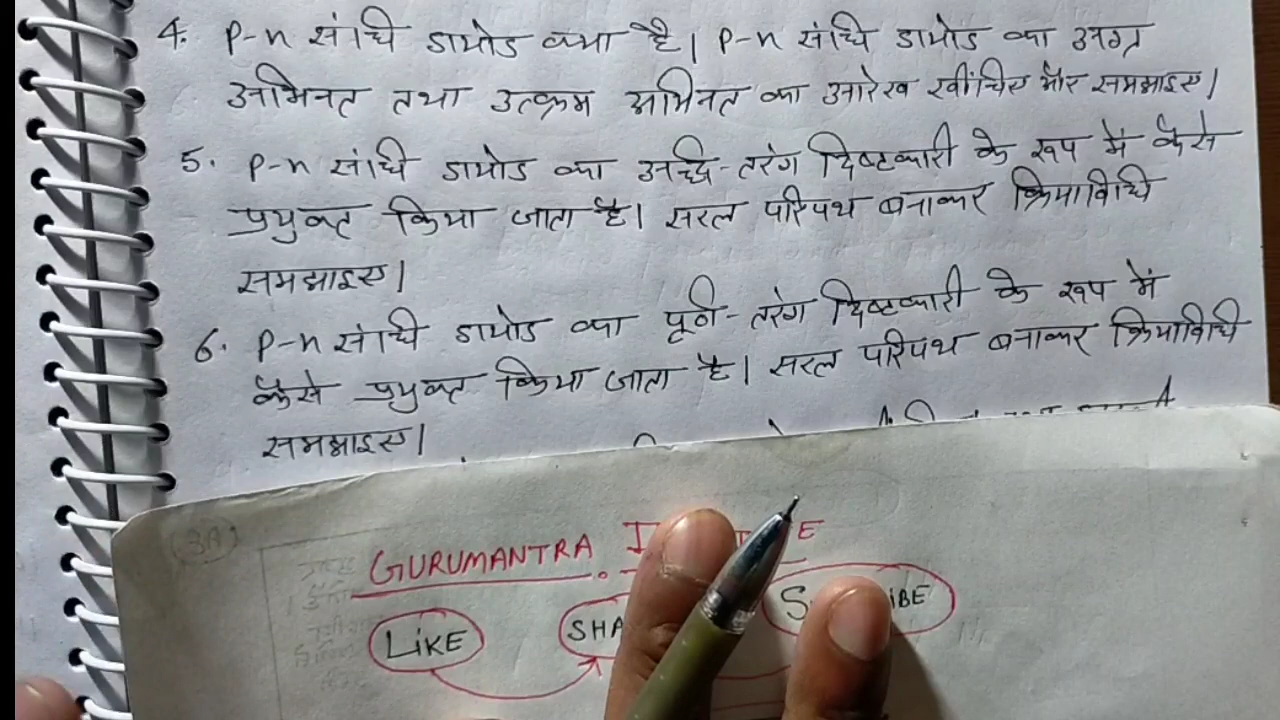 4. P-n संधि डायोड क्या है। P-n संधि डायोड का अग्र
अभिनत तथा उत्क्रम अभिनत का आरेख खींचिए और समझाइए।
5. P-n संधि डायोड का अर्द्ध-तरंग दिष्टकारी के रूप में कैसे
प्रयुक्त किया जाता है। सरल परिपथ बनाकर क्रियाविधि
समझाइए।
6. P-n संधि डायोड का पूर्ण-तरंग दिष्टकारी के रूप में
कैसे प्रयुक्त किया जाता है। सरल परिपथ बनाकर क्रियाविधि
समझाइए।
GURUMANTRA
LIKE